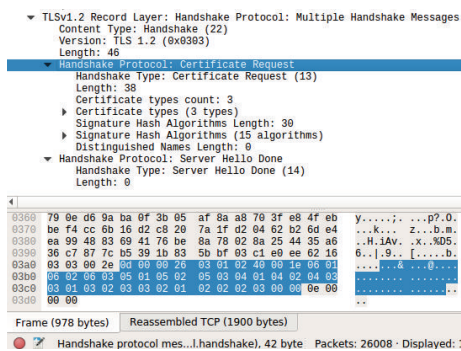 TLSv1.2 Record Layer: Handshake Protocol: Multiple Handshake Messages
Content Type: Handshake (22)
Version: TLS 1.2 (0x0303)
Length: 46
Handshake Protocol: Certificate Request
Handshake Type: Certificate Request (13)
Length: 38
Certificate types count: 3
Certificate types (3 types)
Signature Hash Algorithms Length: 30
Signature Hash Algorithms (15 algorithms)
Distinguished Names Length: 0
Handshake Protocol: Server Hello Done
Handshake Type: Server Hello Done (14)
Length: 0
0360 79 0e d6 9a ba 0f 3b 05 af 8a a8 70 3f e8 4f eb y.....;. ...p?.O.
0370 be f4 cc 6b 16 d2 c8 20 7a 1f d2 04 62 b2 6d e4 ...k... z...b.m.
0380 ea 99 48 83 69 41 76 be 8a 78 02 8a 25 44 35 a6 ..H.iAv. .x..%D5.
0390 36 c7 87 7c b5 39 1b 83 5b bf 03 c1 e0 ee 62 16 6..|.9.. [.....b.
03a0 03 03 00 2e 0d 00 00 26 03 01 02 40 00 1e 06 01 .......& ...@....
03b0 06 02 06 03 05 01 05 02 05 03 04 01 04 02 04 03 ........ ........
03c0 03 01 03 02 03 03 02 01 02 02 02 03 00 00 0e 00 ........ ........
03d0 00 00 ..
Frame (978 bytes) Reassembled TCP (1900 bytes)
Handshake protocol mes...l.handshake), 42 byte Packets: 26008 · Displayed: 1